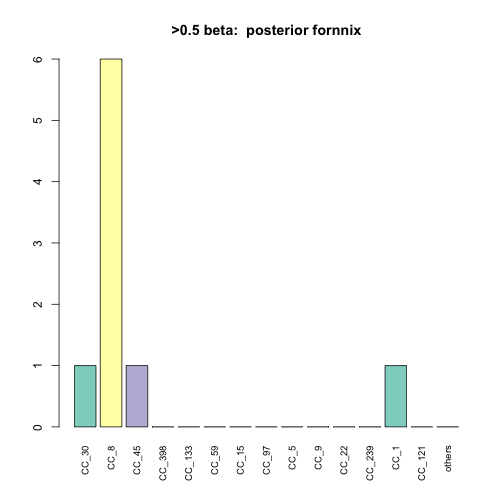 >0.5 beta:  posterior fornnix
6
5
4
3
2
1
0
CC_30
CC_8
CC_45
CC_398
CC_133
CC_59
CC_15
CC_97
CC_5
CC_9
CC_22
CC_239
CC_1
CC_121
others